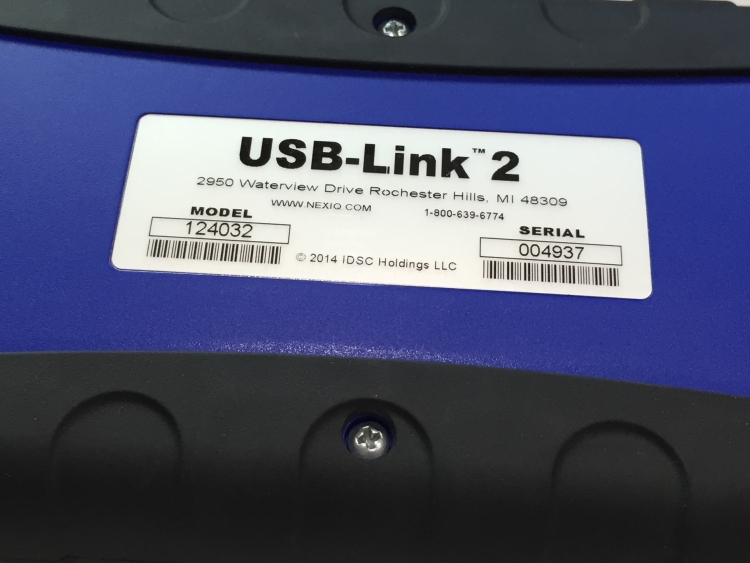 USB-Link™ 2
2950 Waterview Drive Rochester Hills, MI 48309
WWW.NEXIQ.COM 1-800-639-6774
MODEL
124032
SERIAL
004937
© 2014 IDSC Holdings LLC